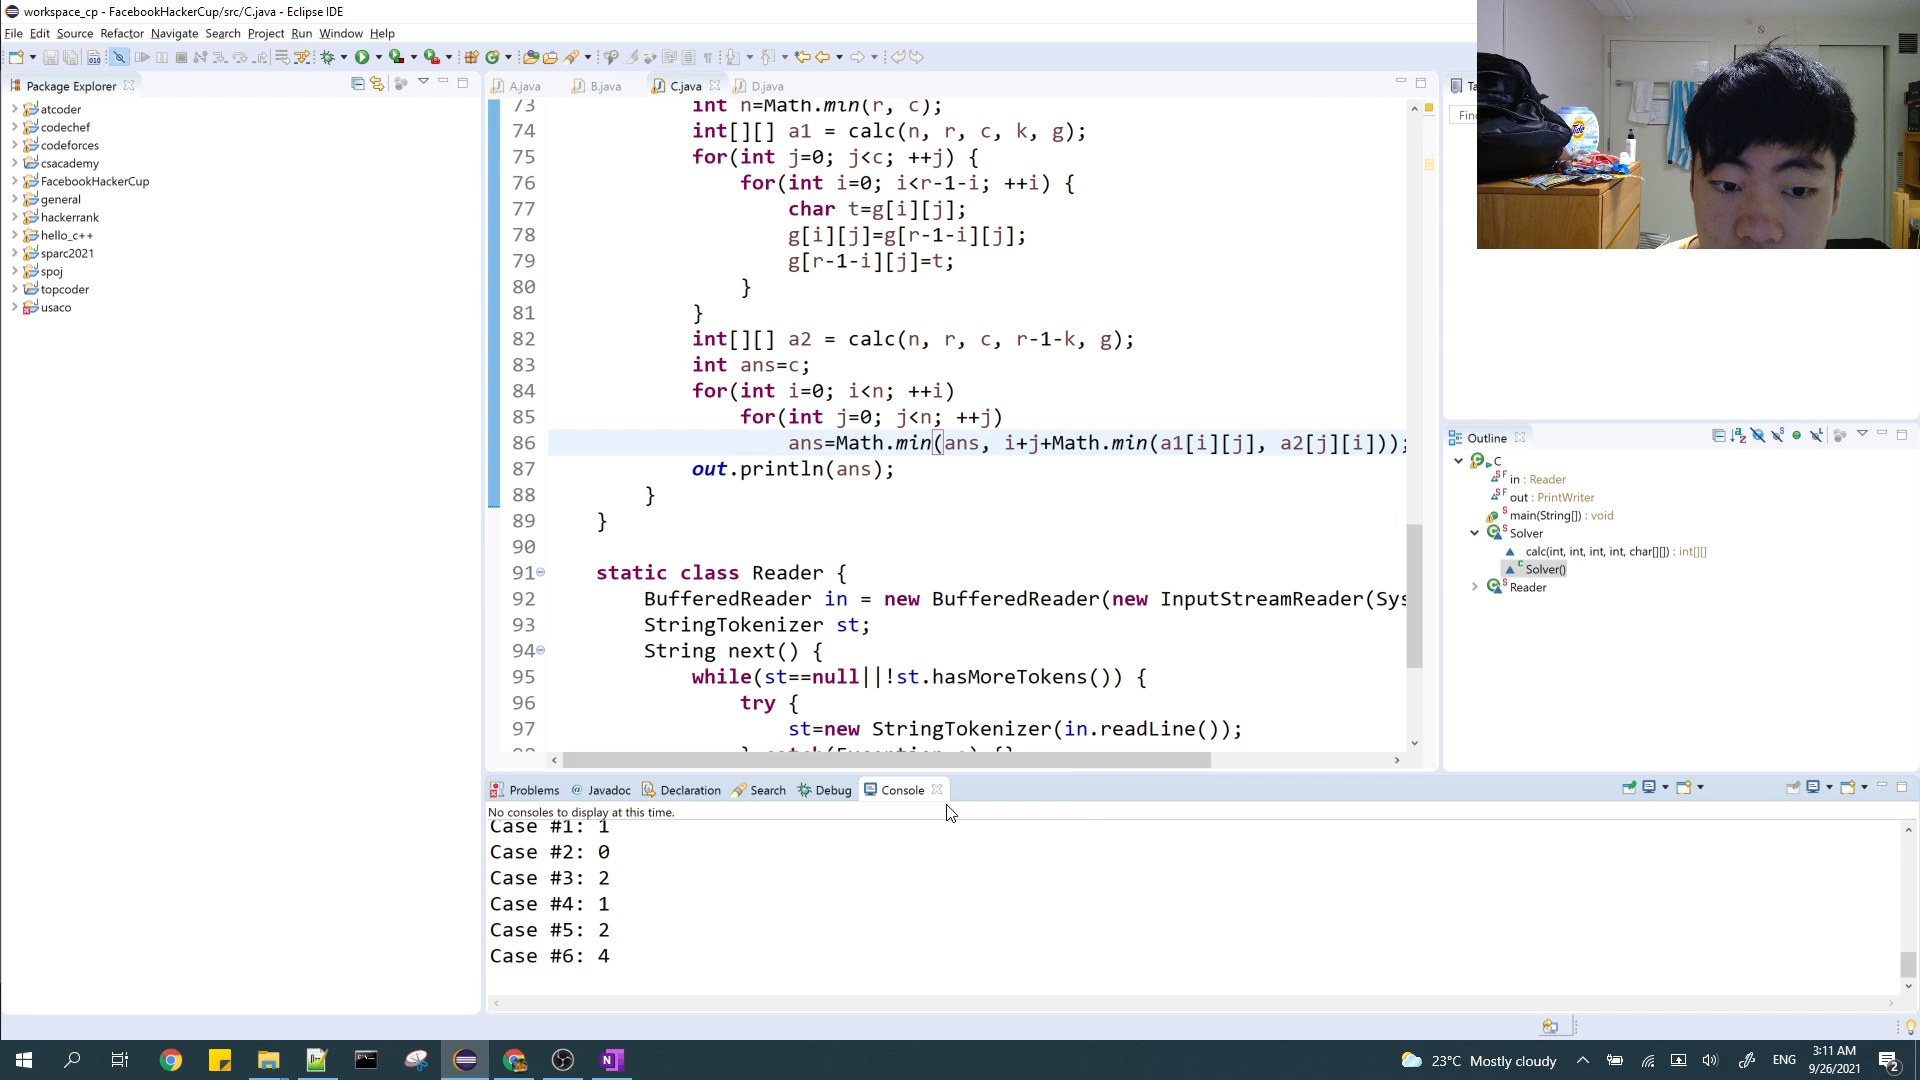 workspace_cp - FacebookHackerCup/src/C.java - Eclipse IDE
File Edit Source Refactor Navigate Search Project Run Window Help
Package Explorer
atcoder
codechef
codeforces
csacademy
FacebookHackerCup
general
hackerrank
hello_c++
sparc2021
spoj
topcoder
usaco
A.java B.java C.java D.java
73 int n=Math.min(r, c);
74 int[][] a1 = calc(n, r, c, k, g);
75 for(int j=0; j<c; ++j) {
76 for(int i=0; i<r-1-i; ++i) {
77 char t=g[i][j];
78 g[i][j]=g[r-1-i][j];
79 g[r-1-i][j]=t;
80 }
81 }
82 int[][] a2 = calc(n, r, c, r-1-k, g);
83 int ans=c;
84 for(int i=0; i<n; ++i)
85 for(int j=0; j<n; ++j)
86 ans=Math.min(ans, i+j+Math.min(a1[i][j], a2[j][i]));
87 out.println(ans);
88 }
89 }
90
91 static class Reader {
92 BufferedReader in = new BufferedReader(new InputStreamReader(Sys
93 StringTokenizer st;
94 String next() {
95 while(st==null||!st.hasMoreTokens()) {
96 try {
97 st=new StringTokenizer(in.readLine());
Tide
Outline
C
in : Reader
out : PrintWriter
main(String[]) : void
Solver
calc(int, int, int, int, char[][]) : int[][]
Solver()
Reader
Problems Javadoc Declaration Search Debug Console
No consoles to display at this time.
Case #1: 1
Case #2: 0
Case #3: 2
Case #4: 1
Case #5: 2
Case #6: 4
23°C Mostly cloudy
ENG
3:11 AM
9/26/2021
2